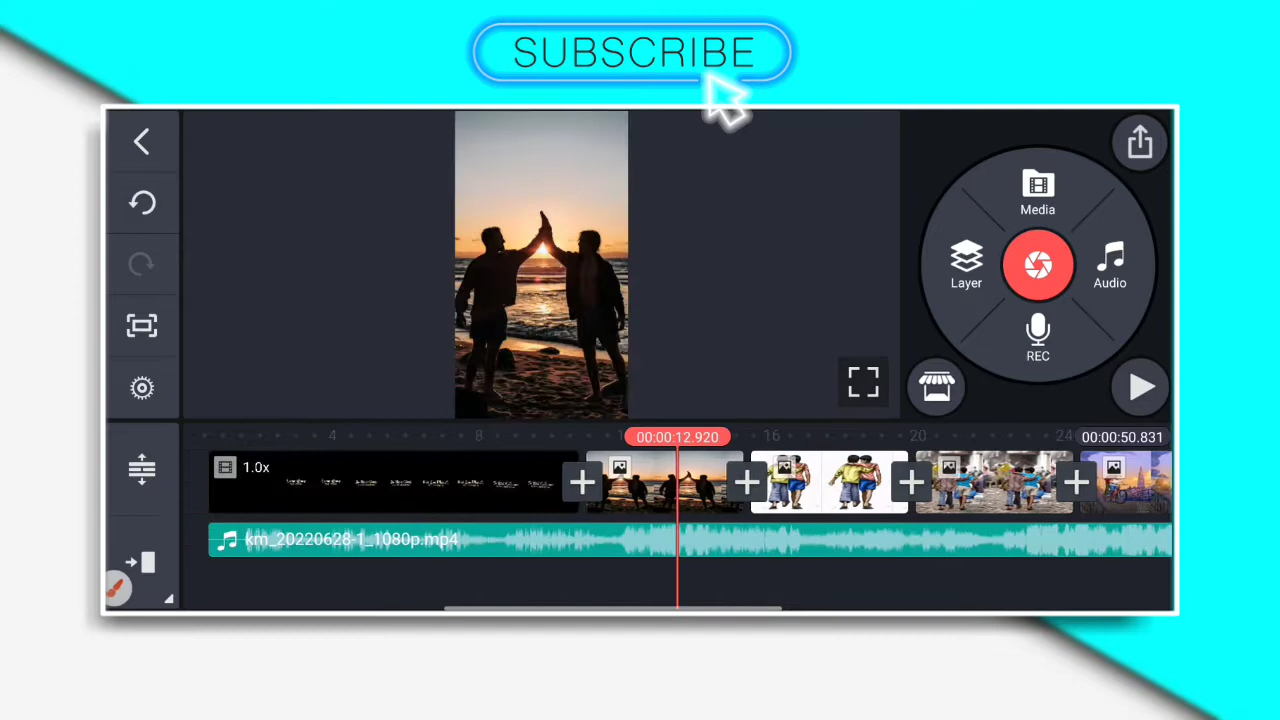 SUBSCRIBE
Media
Layer
Audio
REC
4
8
00:00:12.920
16
20
24
00:00:50.831
1.0x
km_20220628-1_1080p.mp4